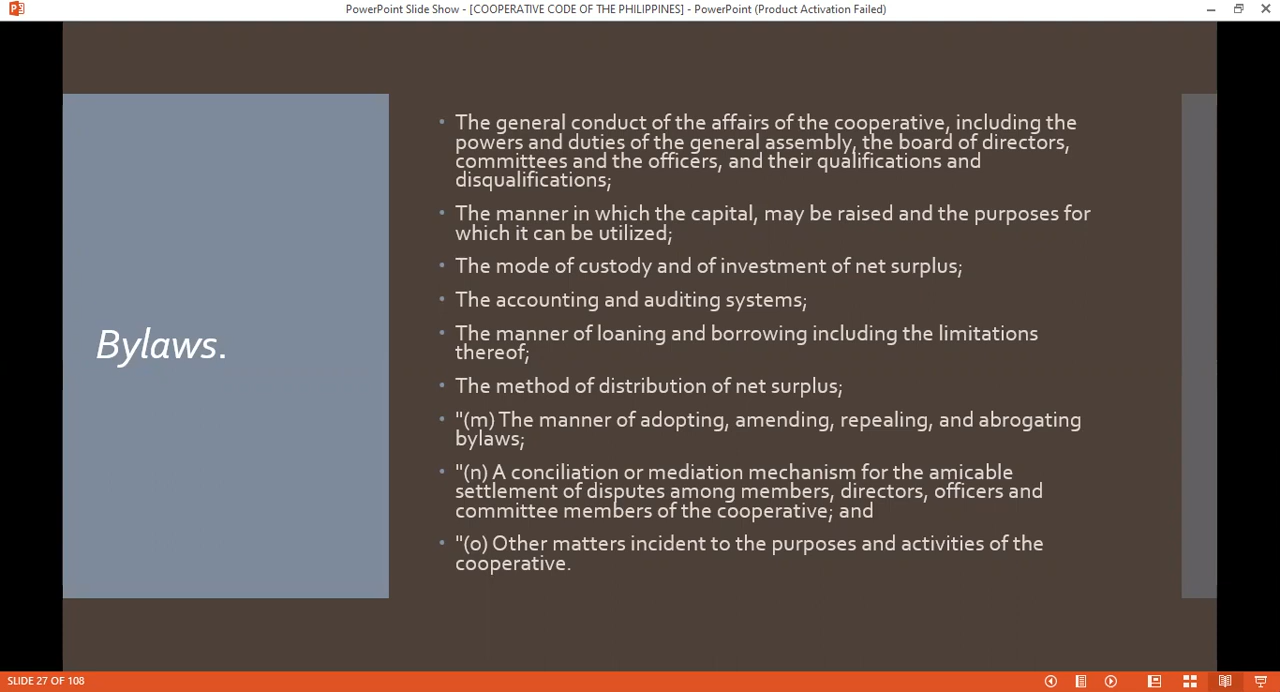 PowerPoint Slide Show - [COOPERATIVE CODE OF THE PHILIPPINES] - PowerPoint (Product Activation Failed)
Bylaws.
• The general conduct of the affairs of the cooperative, including the
powers and duties of the general assembly, the board of directors,
committees and the officers, and their qualifications and
disqualifications;
• The manner in which the capital, may be raised and the purposes for
which it can be utilized;
• The mode of custody and of investment of net surplus;
• The accounting and auditing systems;
• The manner of loaning and borrowing including the limitations
thereof;
• The method of distribution of net surplus;
• "(m) The manner of adopting, amending, repealing, and abrogating
bylaws;
• "(n) A conciliation or mediation mechanism for the amicable
settlement of disputes among members, directors, officers and
committee members of the cooperative; and
• "(o) Other matters incident to the purposes and activities of the
cooperative.
SLIDE 27 OF 108